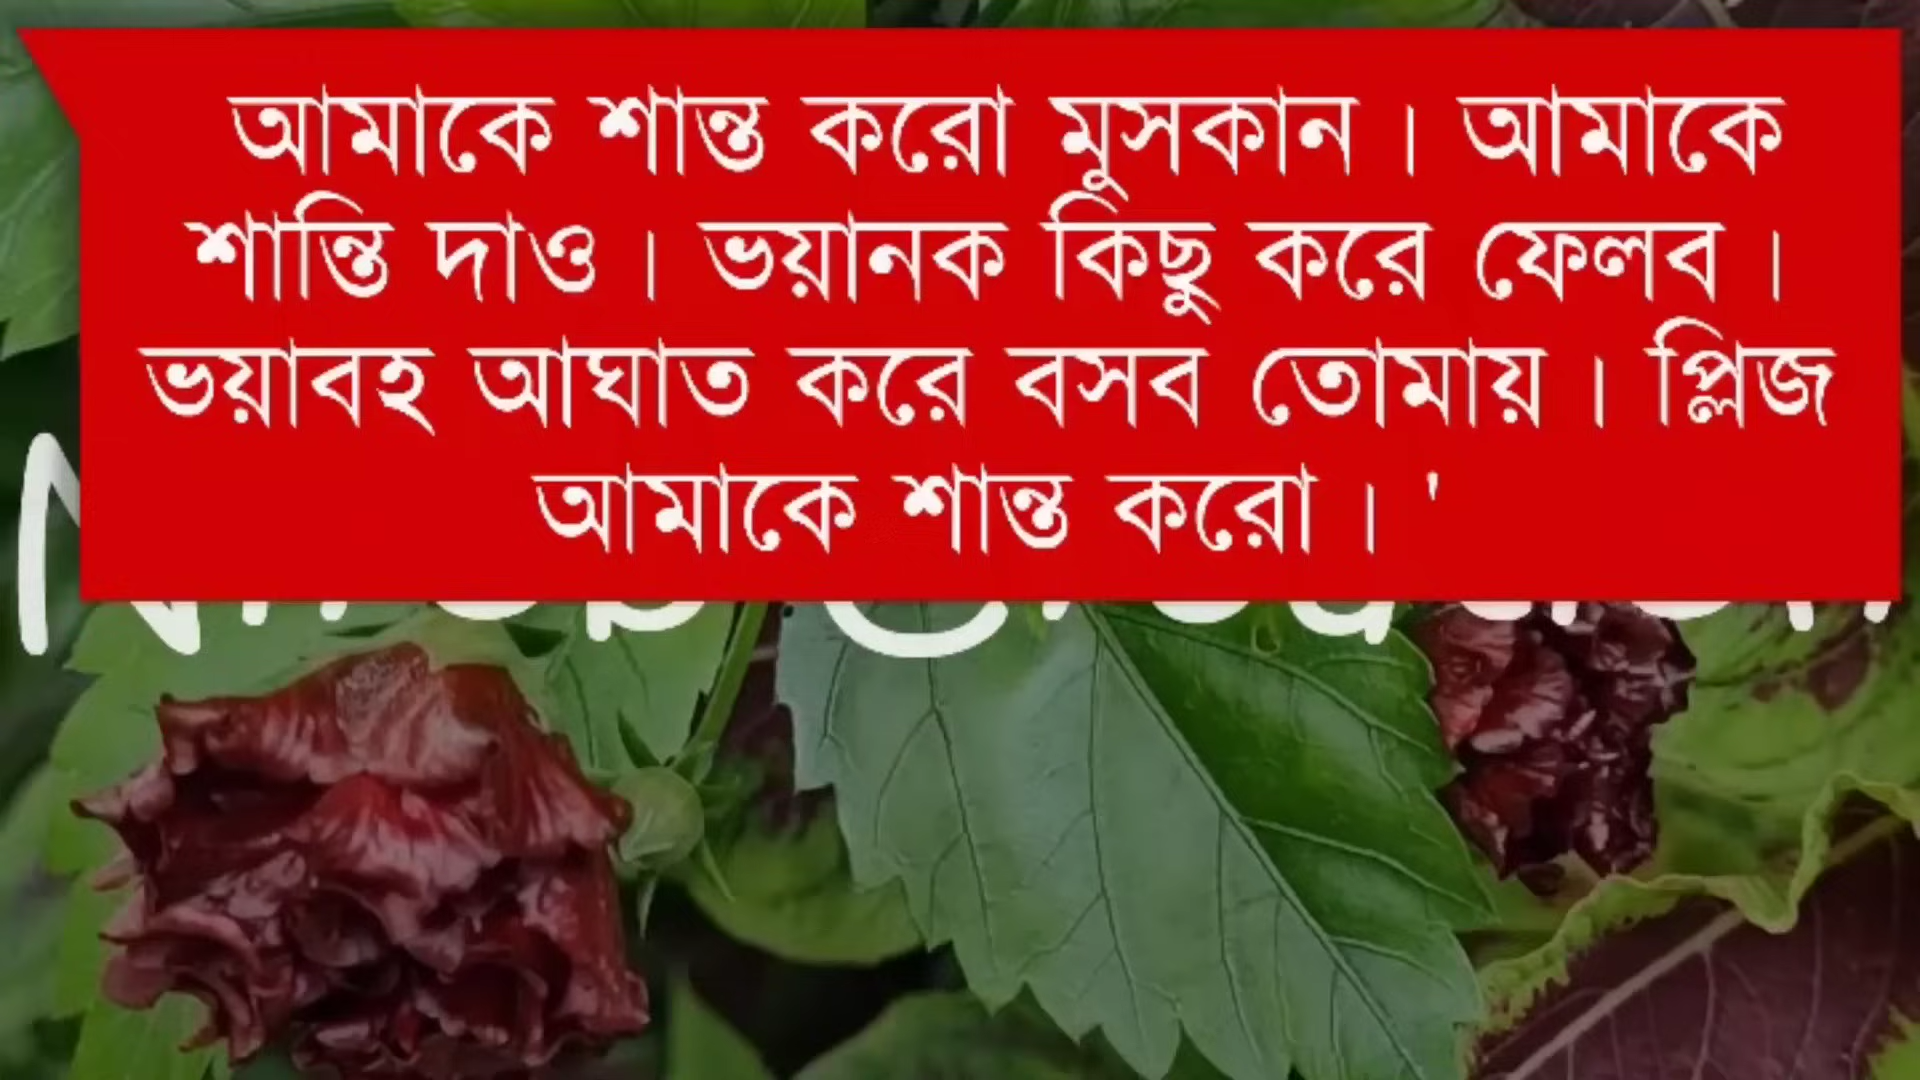 আমাকে শান্ত করো মুসকান । আমাকে
শান্তি দাও । ভয়ানক কিছু করে ফেলব ।
ভয়াবহ আঘাত করে বসব তোমায় । প্লিজ
আমাকে শান্ত করো । '